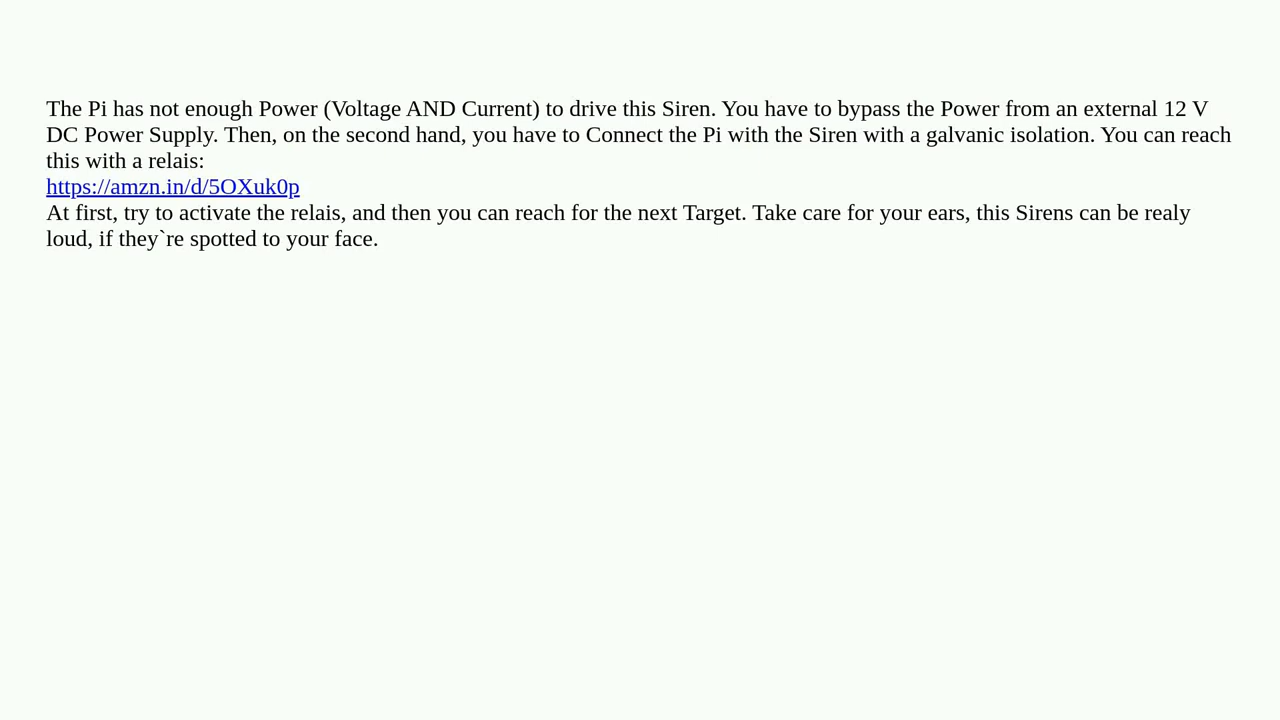 The Pi has not enough Power (Voltage AND Current) to drive this Siren. You have to bypass the Power from an external 12 V
DC Power Supply. Then, on the second hand, you have to Connect the Pi with the Siren with a galvanic isolation. You can reach
this with a relais:
https://amzn.in/d/5OXuk0p
At first, try to activate the relais, and then you can reach for the next Target. Take care for your ears, this Sirens can be realy
loud, if they`re spotted to your face.